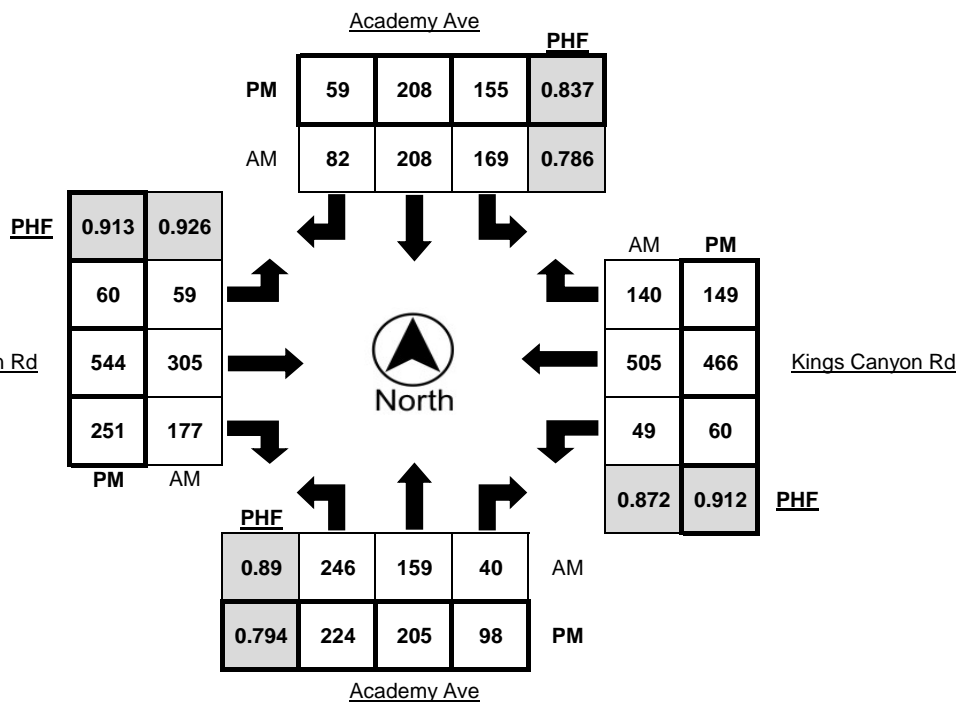 Academy Ave
PHF
PM 59 208 155 0.837
AM 82 208 169 0.786
PHF 0.913 0.926
AM PM
60 59
140 149
544 305
505 466
Rd
Kings Canyon Rd
North
251 177
49 60
PM AM
0.872 0.912 PHF
PHF
0.89 246 159 40 AM
0.794 224 205 98 PM
Academy Ave